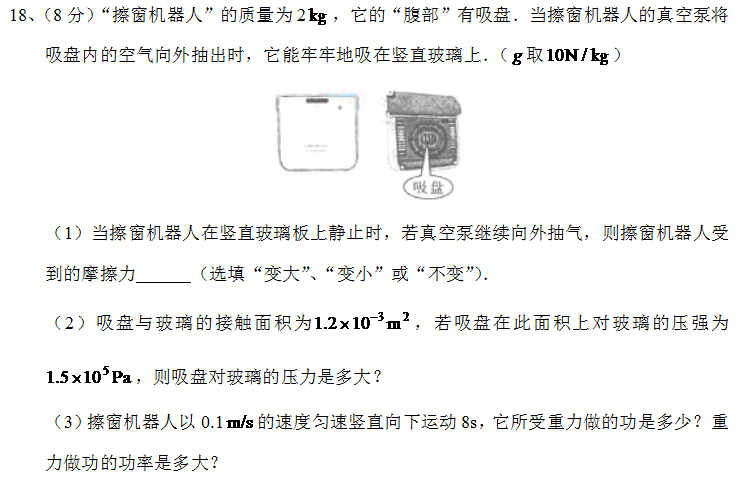 18、（8 分）“擦窗机器人”的质量为 2 kg ，它的“腹部”有吸盘．当擦窗机器人的真空泵将
吸盘内的空气向外抽出时，它能牢牢地吸在竖直玻璃上．（ g 取 10N / kg ）
吸盘
（1）当擦窗机器人在竖直玻璃板上静止时，若真空泵继续向外抽气，则擦窗机器人受
到的摩擦力______（选填“变大”、“变小”或“不变”）．
（2）吸盘与玻璃的接触面积为 1.2×10⁻³ m² ，若吸盘在此面积上对玻璃的压强为
1.5×10⁵ Pa ，则吸盘对玻璃的压力是多大？
（3）擦窗机器人以 0.1 m/s 的速度匀速竖直向下运动 8s，它所受重力做的功是多少？重
力做功的功率是多大？